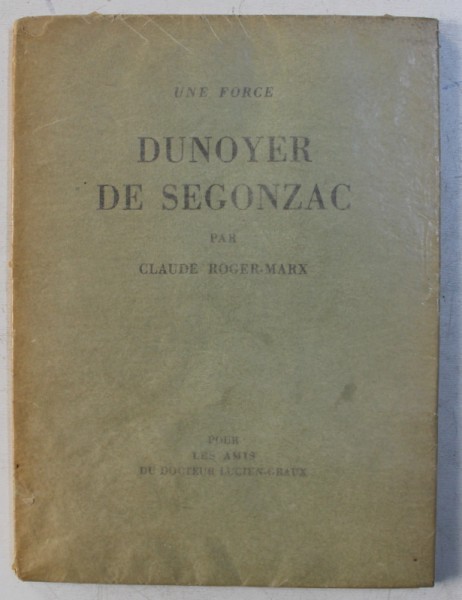 UNE FORCE
DUNOYER
DE SEGONZAC
PAR
CLAUDE ROGER-MARX
POUR
LES AMIS
DU DOCTEUR LUCIEN-GRAUX